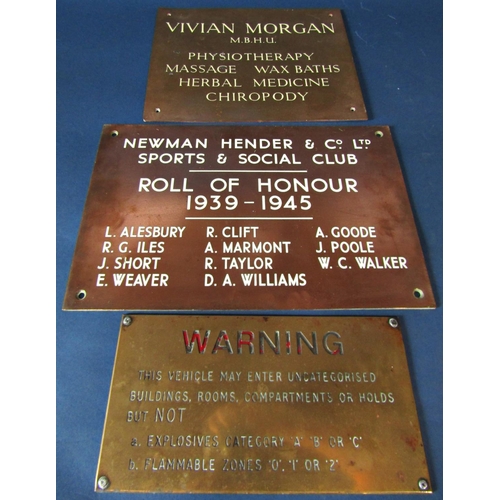 VIVIAN MORGAN
M.B.H.U.
PHYSIOTHERAPY
MASSAGE WAX BATHS
HERBAL MEDICINE
CHIROPODY
NEWMAN HENDER & Co. LTD
SPORTS & SOCIAL CLUB
ROLL OF HONOUR
1939-1945
L. ALESBURY R. CLIFT A. GOODE
R. G. ILES A. MARMONT J. POOLE
J. SHORT R. TAYLOR W. C. WALKER
E. WEAVER D. A. WILLIAMS
WARNING
THIS VEHICLE MAY ENTER UNCATEGORISED
BUILDINGS, ROOMS, COMPARTMENTS OR HOLDS
BUT NOT
a. EXPLOSIVES CATEGORY 'A' 'B' OR 'C'
b. FLAMMABLE ZONES '0', '1' OR '2'